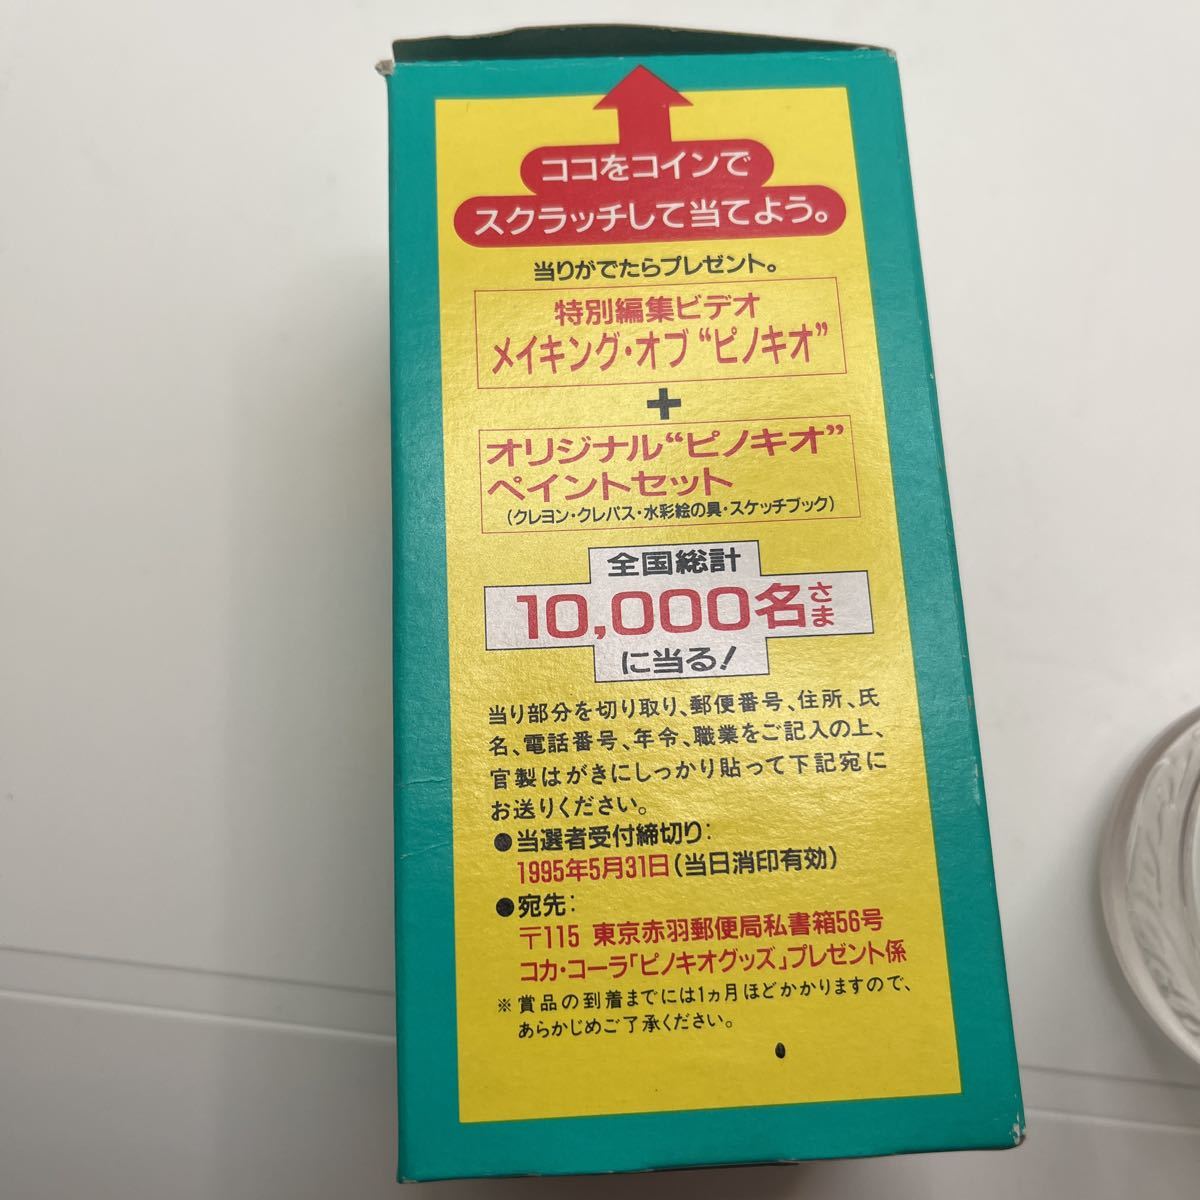 ココをコインで
スクラッチして当てよう。
当りがでたらプレゼント。
特別編集ビデオ
メイキング・オブ“ピノキオ”
+
オリジナル“ピノキオ”
ペイントセット
（クレヨン・クレパス・水彩絵の具・スケッチブック）
全国総計
10,000名さま
に当る!
当り部分を切り取り、郵便番号、住所、氏
名、電話番号、年令、職業をご記入の上、
官製はがきにしっかり貼って下記宛に
お送りください。
●当選者受付締切り:
1995年5月31日(当日消印有効)
●宛先:
〒115 東京赤羽郵便局私書箱56号
コカ・コーラ「ピノキオグッズ」プレゼント係
※賞品の到着までには1ヵ月ほどかかりますので、
あらかじめご了承ください。